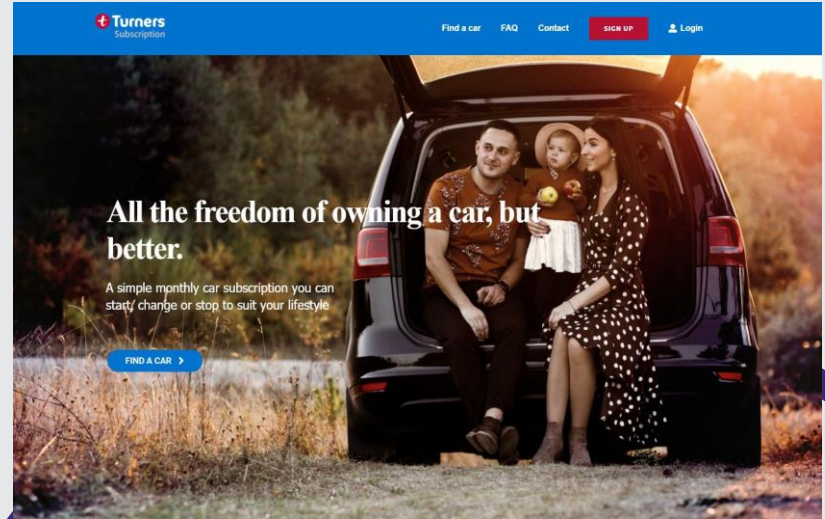 Turners
Subscription
Find a car
FAQ
Contact
SIGN UP
Login
All the freedom of owning a car, but
better.
A simple monthly car subscription you can
start, change or stop to suit your lifestyle
FIND A CAR